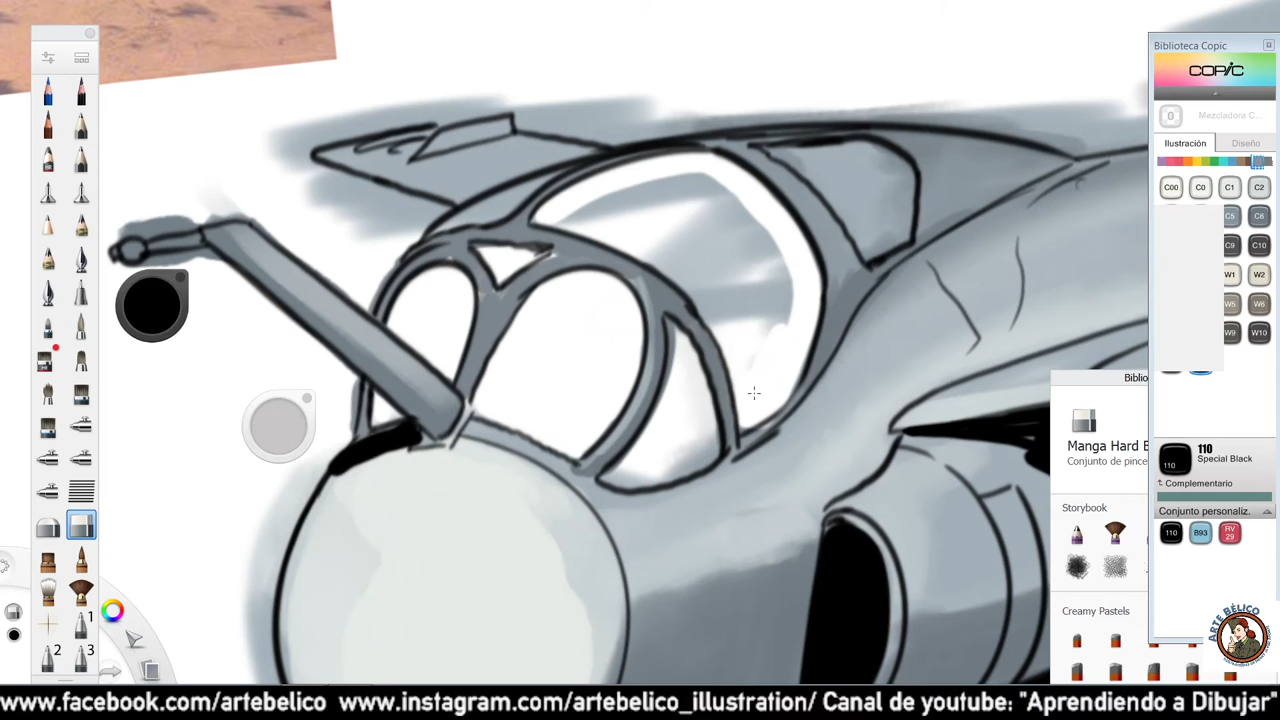 Biblioteca Copic
COPIC
0 Mezcladora C...
Ilustración Diseño
C00 C0 C1 C2
C5 C6
C9 C10
W1 W2
W5 W6
W9 W10
Biblio
Manga Hard E
Conjunto de pince
Storybook
Creamy Pastels
110
110 Special Black
Complementario
Conjunto personaliz.
110 B93 RV 29
1
2 3
ARTE BÉLICO
www.facebook.com/artebelico www.instagram.com/artebelico_illustration/ Canal de youtube: "Aprendiendo a Dibujar"